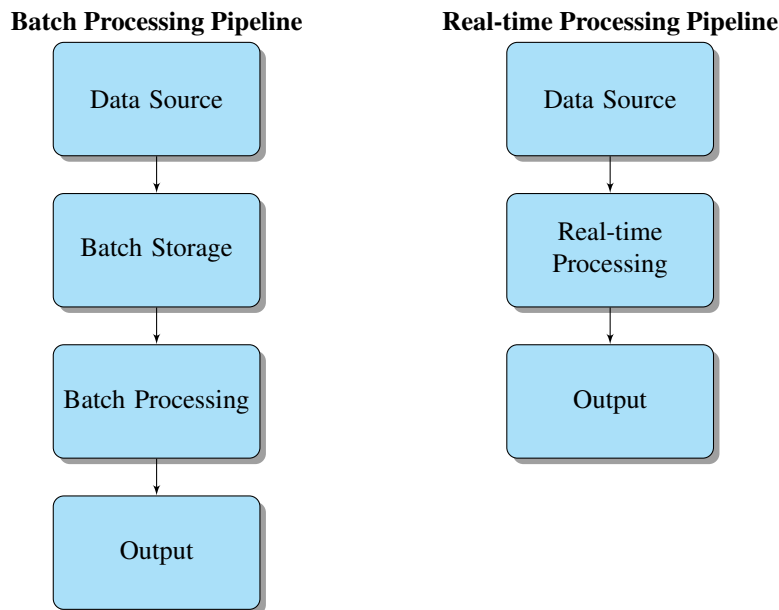 Batch Processing Pipeline
Data Source
Batch Storage
Batch Processing
Output
Real-time Processing Pipeline
Data Source
Real-time
Processing
Output